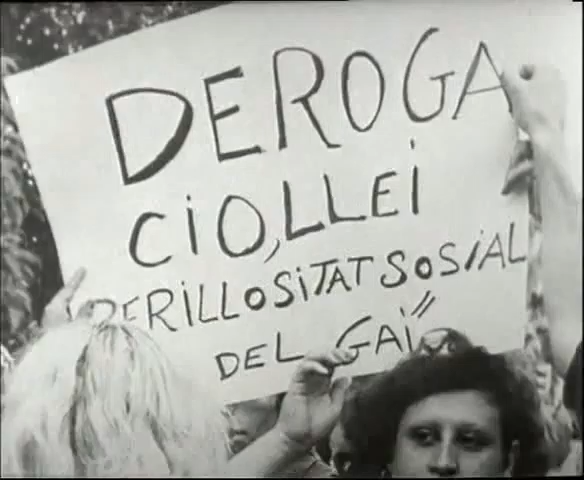 DEROGA
CIO, LLEI
PERILLOSITAT SOSIAL
DEL GAI"